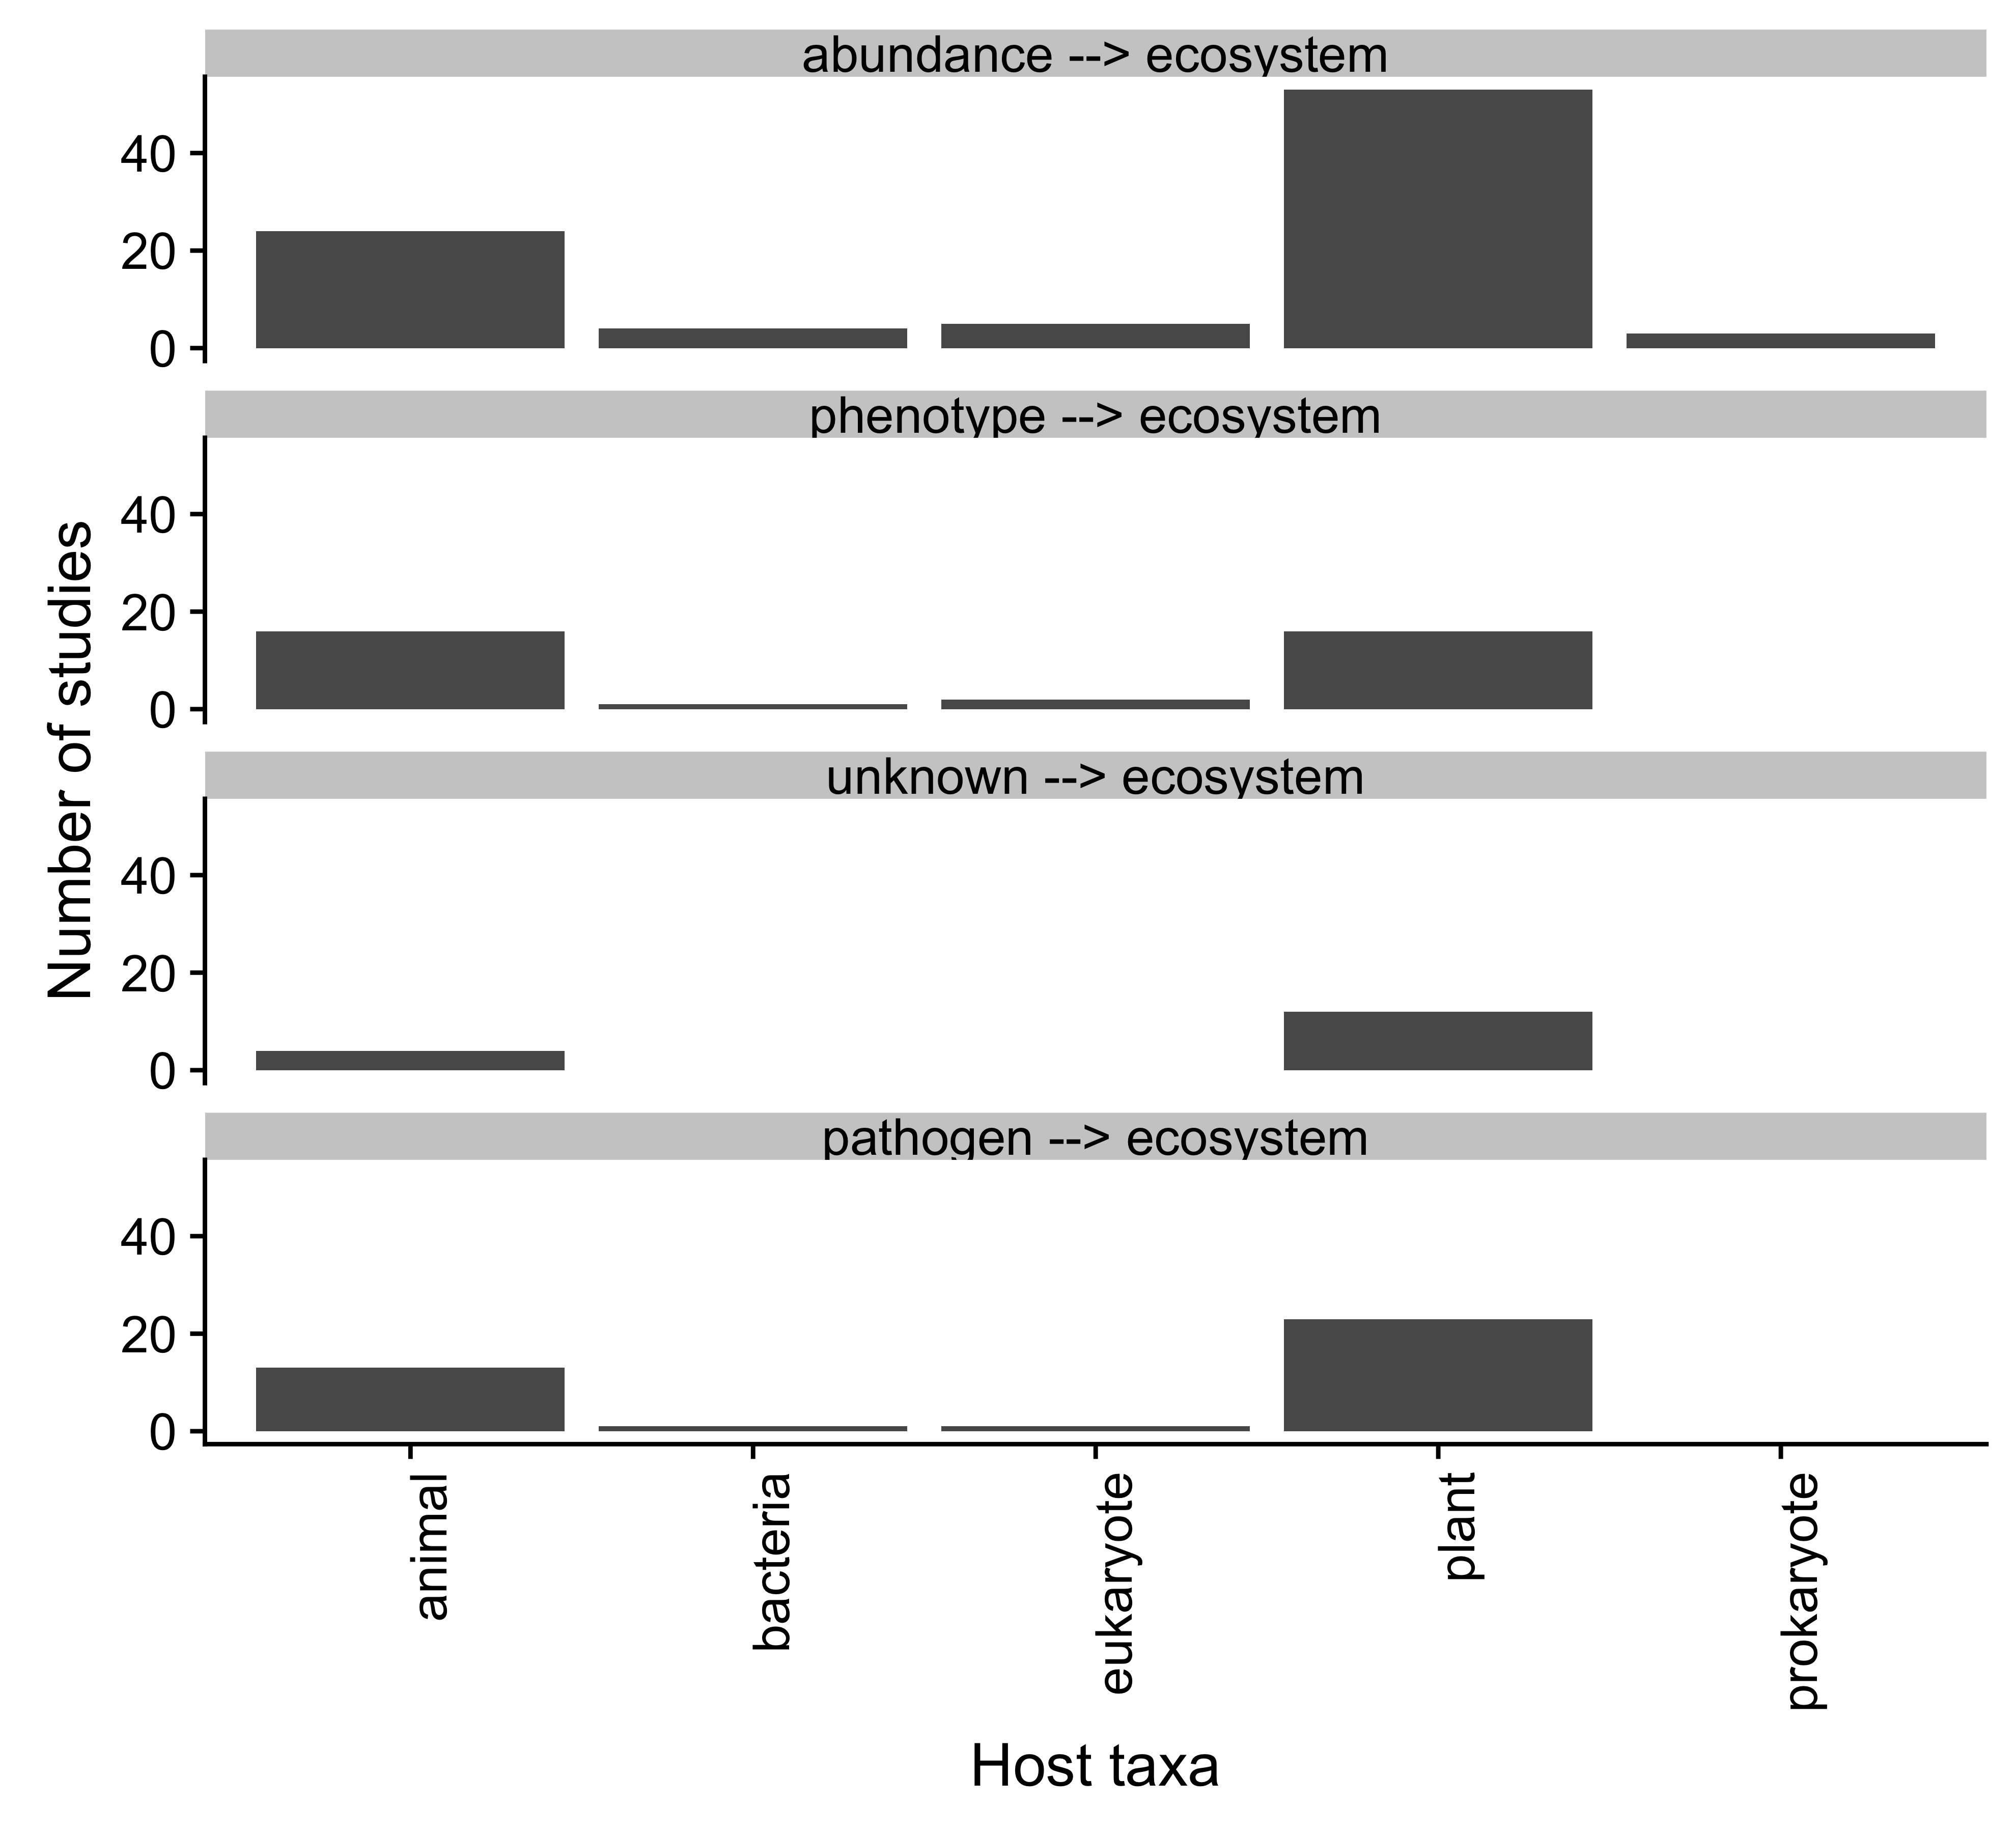 abundance --> ecosystem
40
20
0
phenotype --> ecosystem
40
20
0
unknown --> ecosystem
40
20
0
pathogen --> ecosystem
40
20
0
Number of studies
animal
bacteria
eukaryote
plant
prokaryote
Host taxa